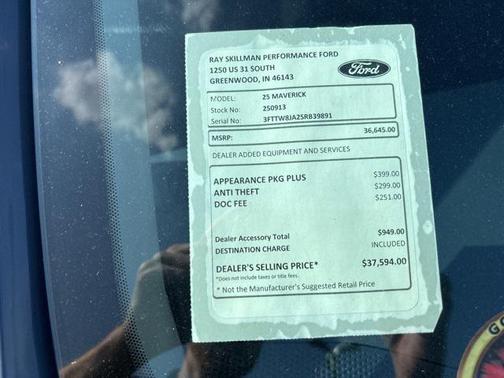 RAY SKILLMAN PERFORMANCE FORD
1250 US 31 SOUTH
GREENWOOD, IN 46143
Ford
MODEL: 25 MAVERICK
Stock No: 250913
Serial No: 3FTTW8JA2SRB39891
MSRP: 36,645.00
DEALER ADDED EQUIPMENT AND SERVICES
APPEARANCE PKG PLUS $399.00
ANTI THEFT $299.00
DOC FEE $251.00
Dealer Accessory Total $949.00
DESTINATION CHARGE INCLUDED
DEALER'S SELLING PRICE* $37,594.00
*Does not include taxes or title fees.
* Not the Manufacturer's Suggested Retail Price